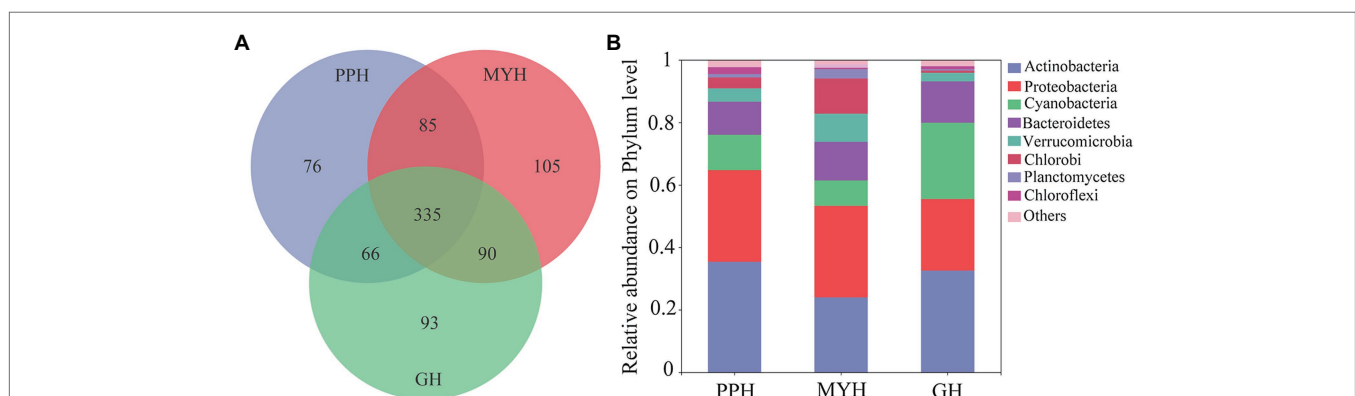 A
PPH
MYH
85
76
105
335
66
90
93
GH
B
Relative abundance on Phylum level
1
0.8
0.6
0.4
0.2
0
PPH
MYH
GH
Actinobacteria
Proteobacteria
Cyanobacteria
Bacteroidetes
Verrucomicrobia
Chlorobi
Planctomycetes
Chloroflexi
Others